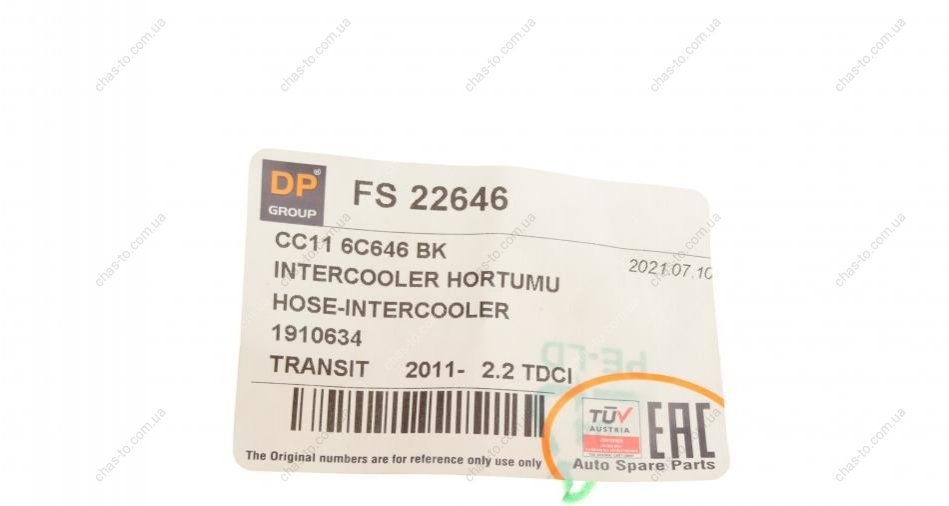 DP®
GROUP
FS 22646
CC11 6C646 BK
2021.07.10
INTERCOOLER HORTUMU
HOSE-INTERCOOLER
1910634
TRANSIT 2011- 2.2 TDCI
PE-LD
TÜV
AUSTRIA
EAC
Auto Spare Parts
The Original numbers are for reference only use only
chas-to.com.ua